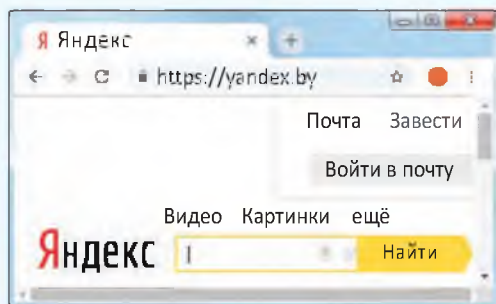 Я Яндекс
https://yandex.by
Почта Завести
Войти в почту
Видео Картинки ещё
Яндекс Найти